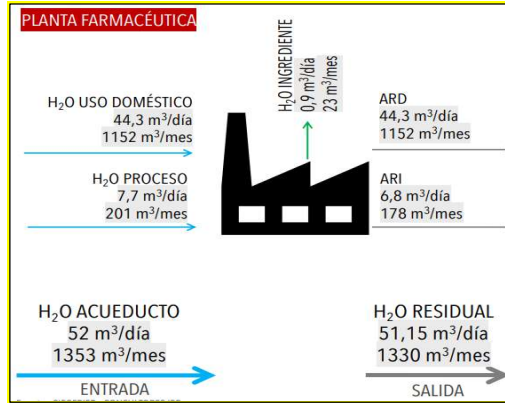 PLANTA FARMACÉUTICA
H₂O INGREDIENTE
0,9 m³/día
23 m³/mes
H₂O USO DOMÉSTICO
44,3 m³/día
1152 m³/mes
H₂O PROCESO
7,7 m³/día
201 m³/mes
ARD
44,3 m³/día
1152 m³/mes
ARI
6,8 m³/día
178 m³/mes
H₂O ACUEDUCTO
52 m³/día
1353 m³/mes
ENTRADA
H₂O RESIDUAL
51,15 m³/día
1330 m³/mes
SALIDA